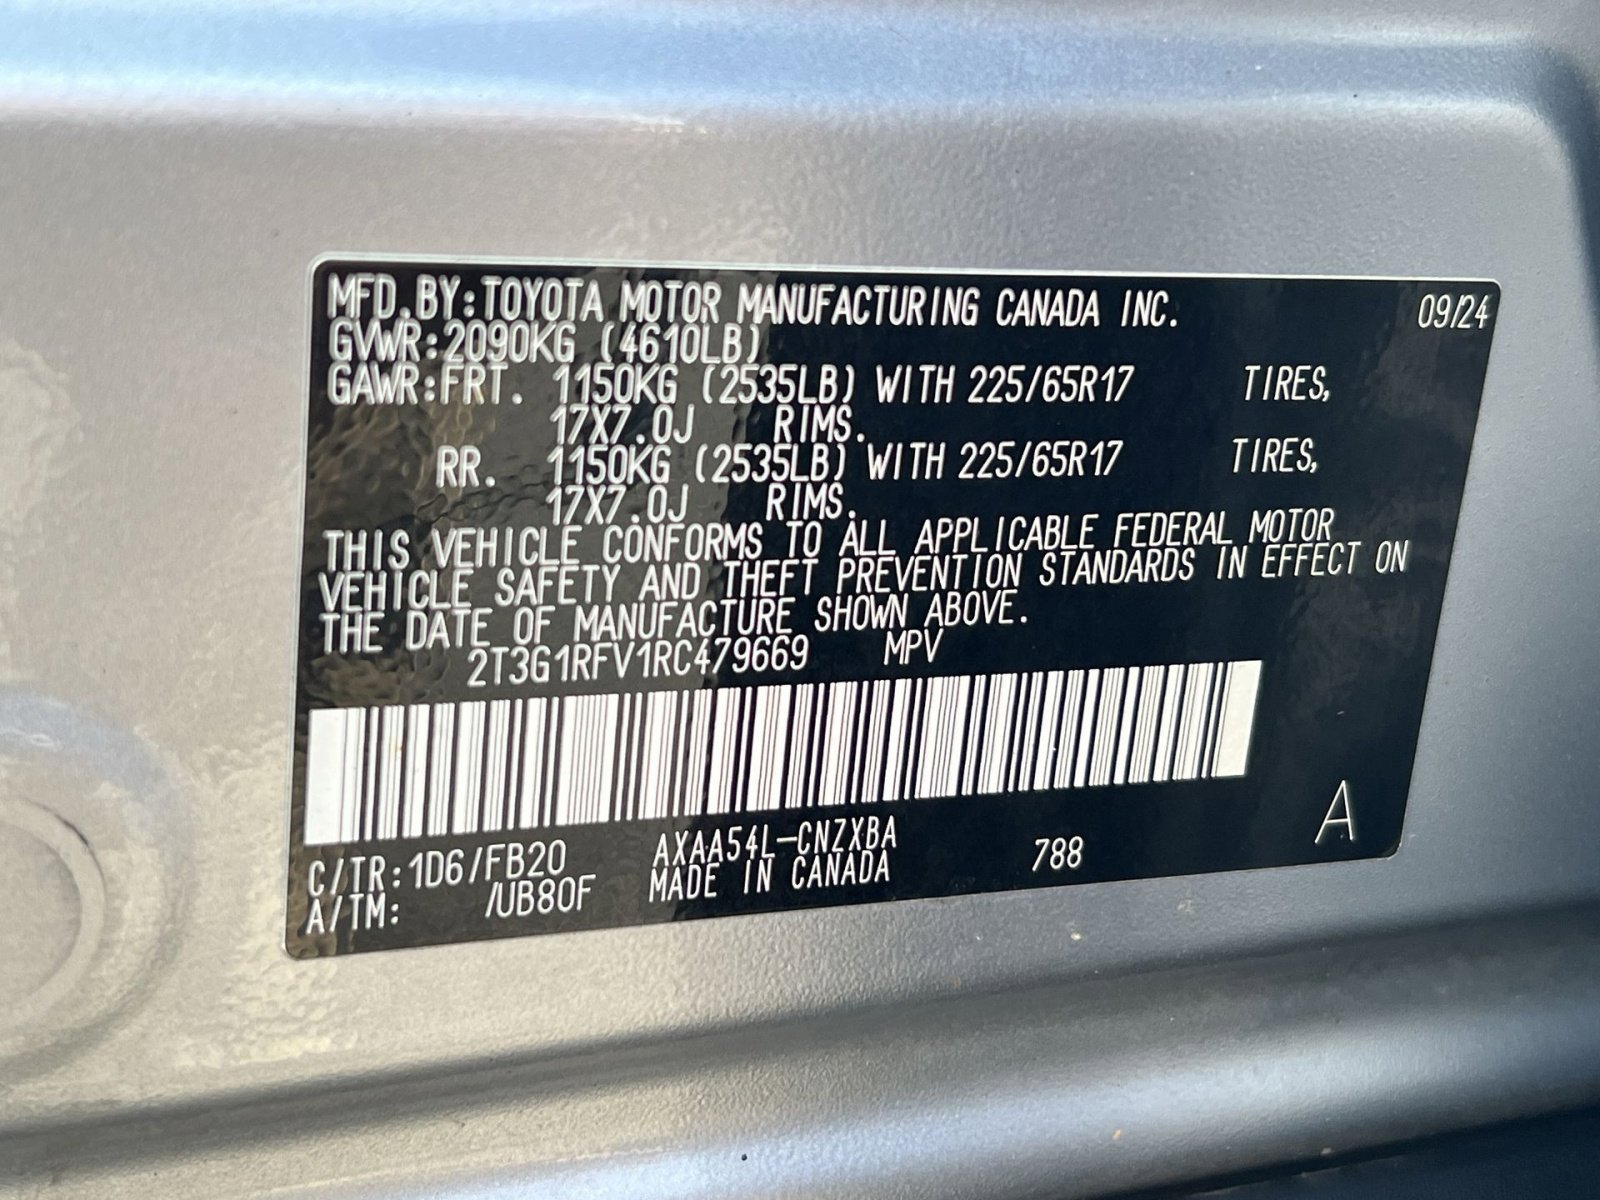 MFD.BY:TOYOTA MOTOR MANUFACTURING CANADA INC. 09/24
GVWR:2090KG (4610LB)
GAWR:FRT. 1150KG (2535LB) WITH 225/65R17 TIRES,
17X7.0J RIMS.
RR. 1150KG (2535LB) WITH 225/65R17 TIRES,
17X7.0J RIMS.
THIS VEHICLE CONFORMS TO ALL APPLICABLE FEDERAL MOTOR
VEHICLE SAFETY AND THEFT PREVENTION STANDARDS IN EFFECT ON
THE DATE OF MANUFACTURE SHOWN ABOVE.
2T3G1RFV1RC479669 MPV
A
C/TR:1D6/FB20 AXAA54L-CNZXBA 788
A/TM: /UB80F MADE IN CANADA